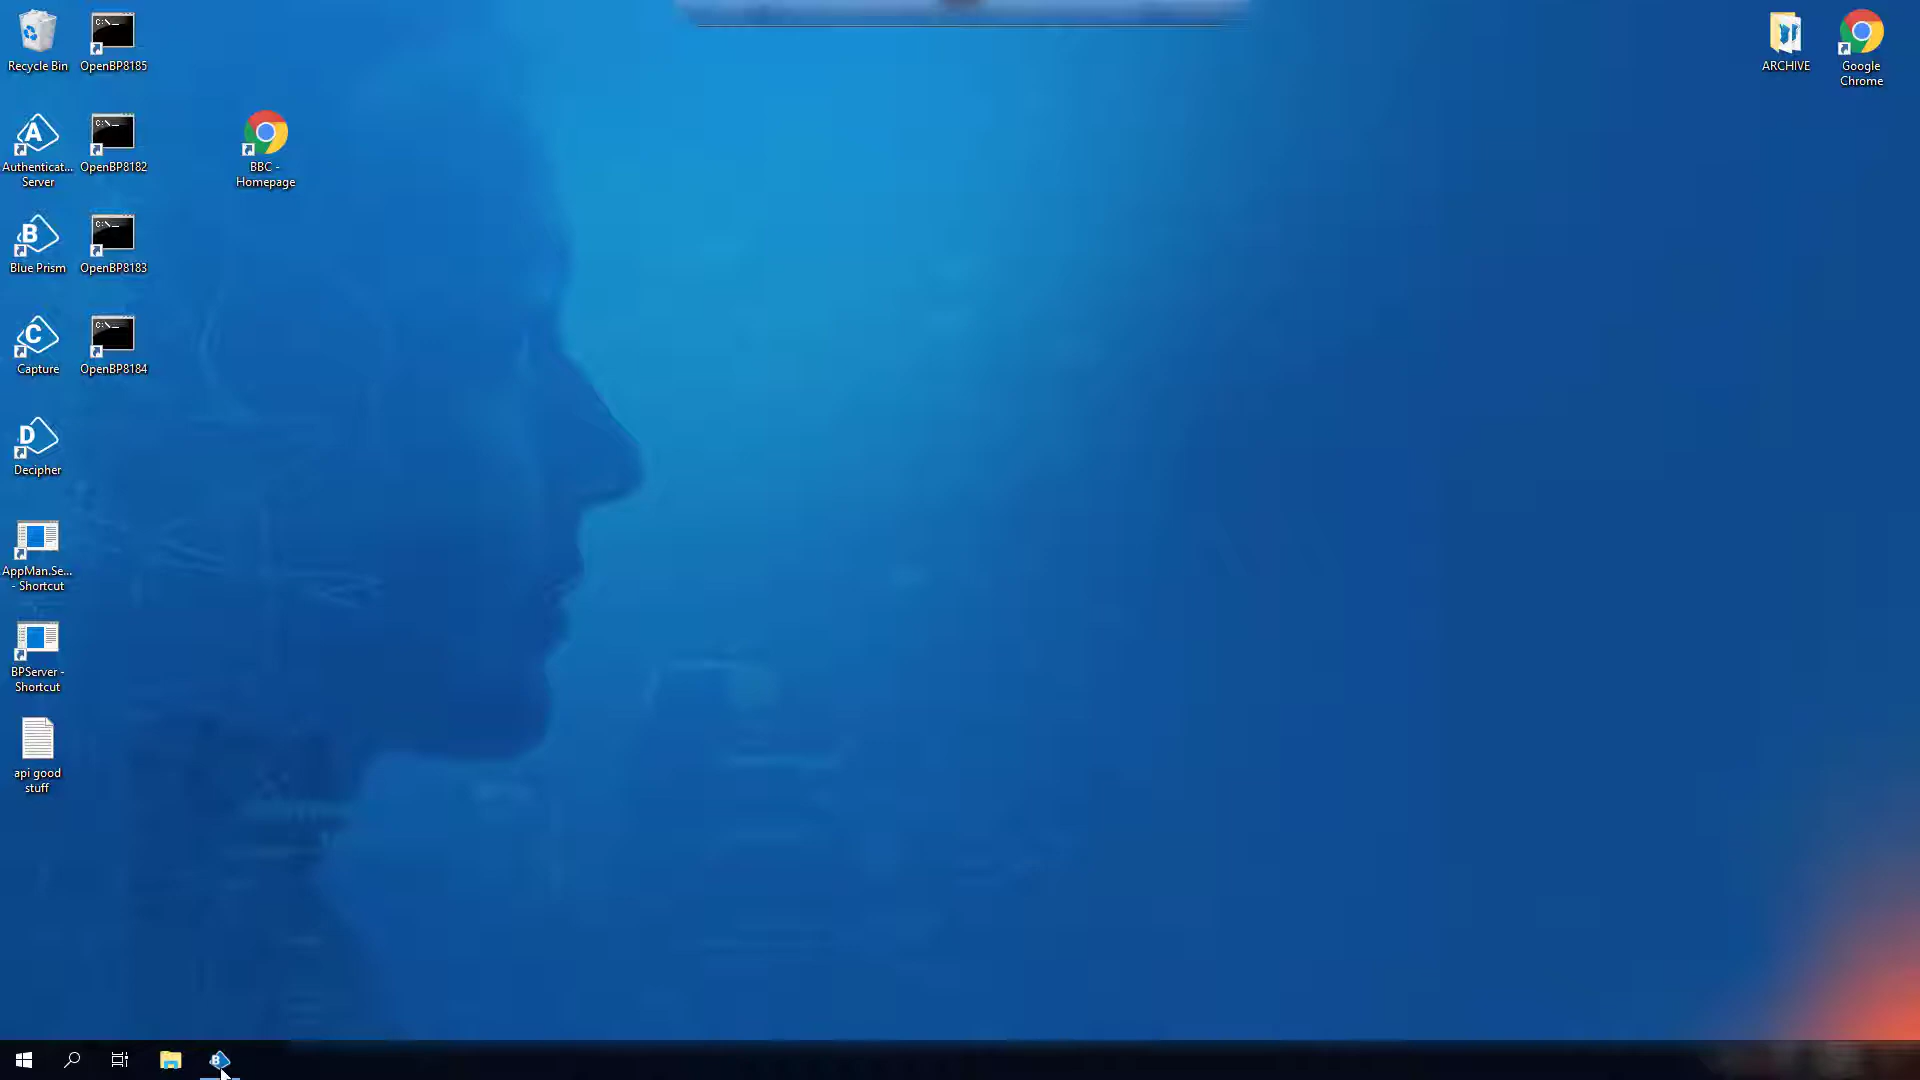 Recycle Bin
OpenBP8185
ARCHIVE
Google
Chrome
Authenticat...
Server
OpenBP8182
BBC -
Homepage
Blue Prism
OpenBP8183
Capture
OpenBP8184
Decipher
AppMan.Se...
- Shortcut
BPServer -
Shortcut
api good
stuff